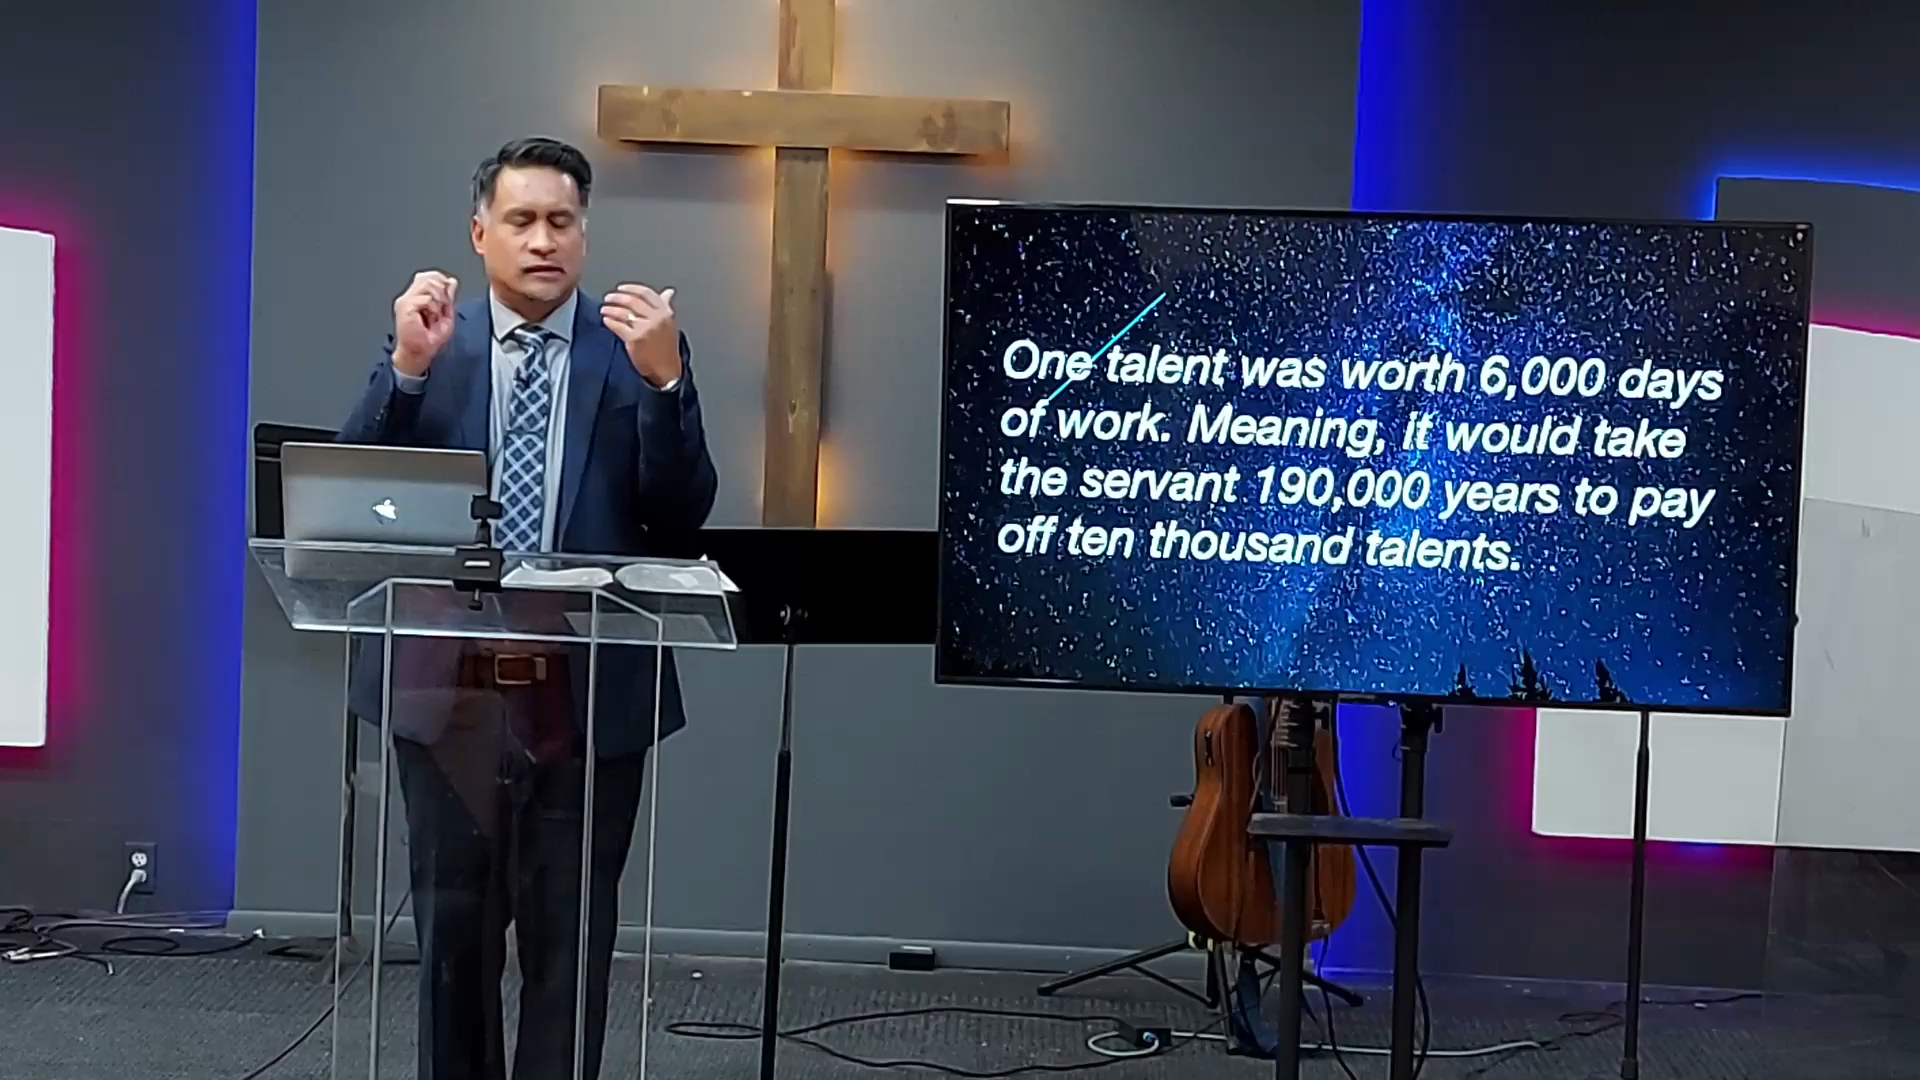 One talent was worth 6,000 days
of work. Meaning, it would take
the servant 190,000 years to pay
off ten thousand talents.